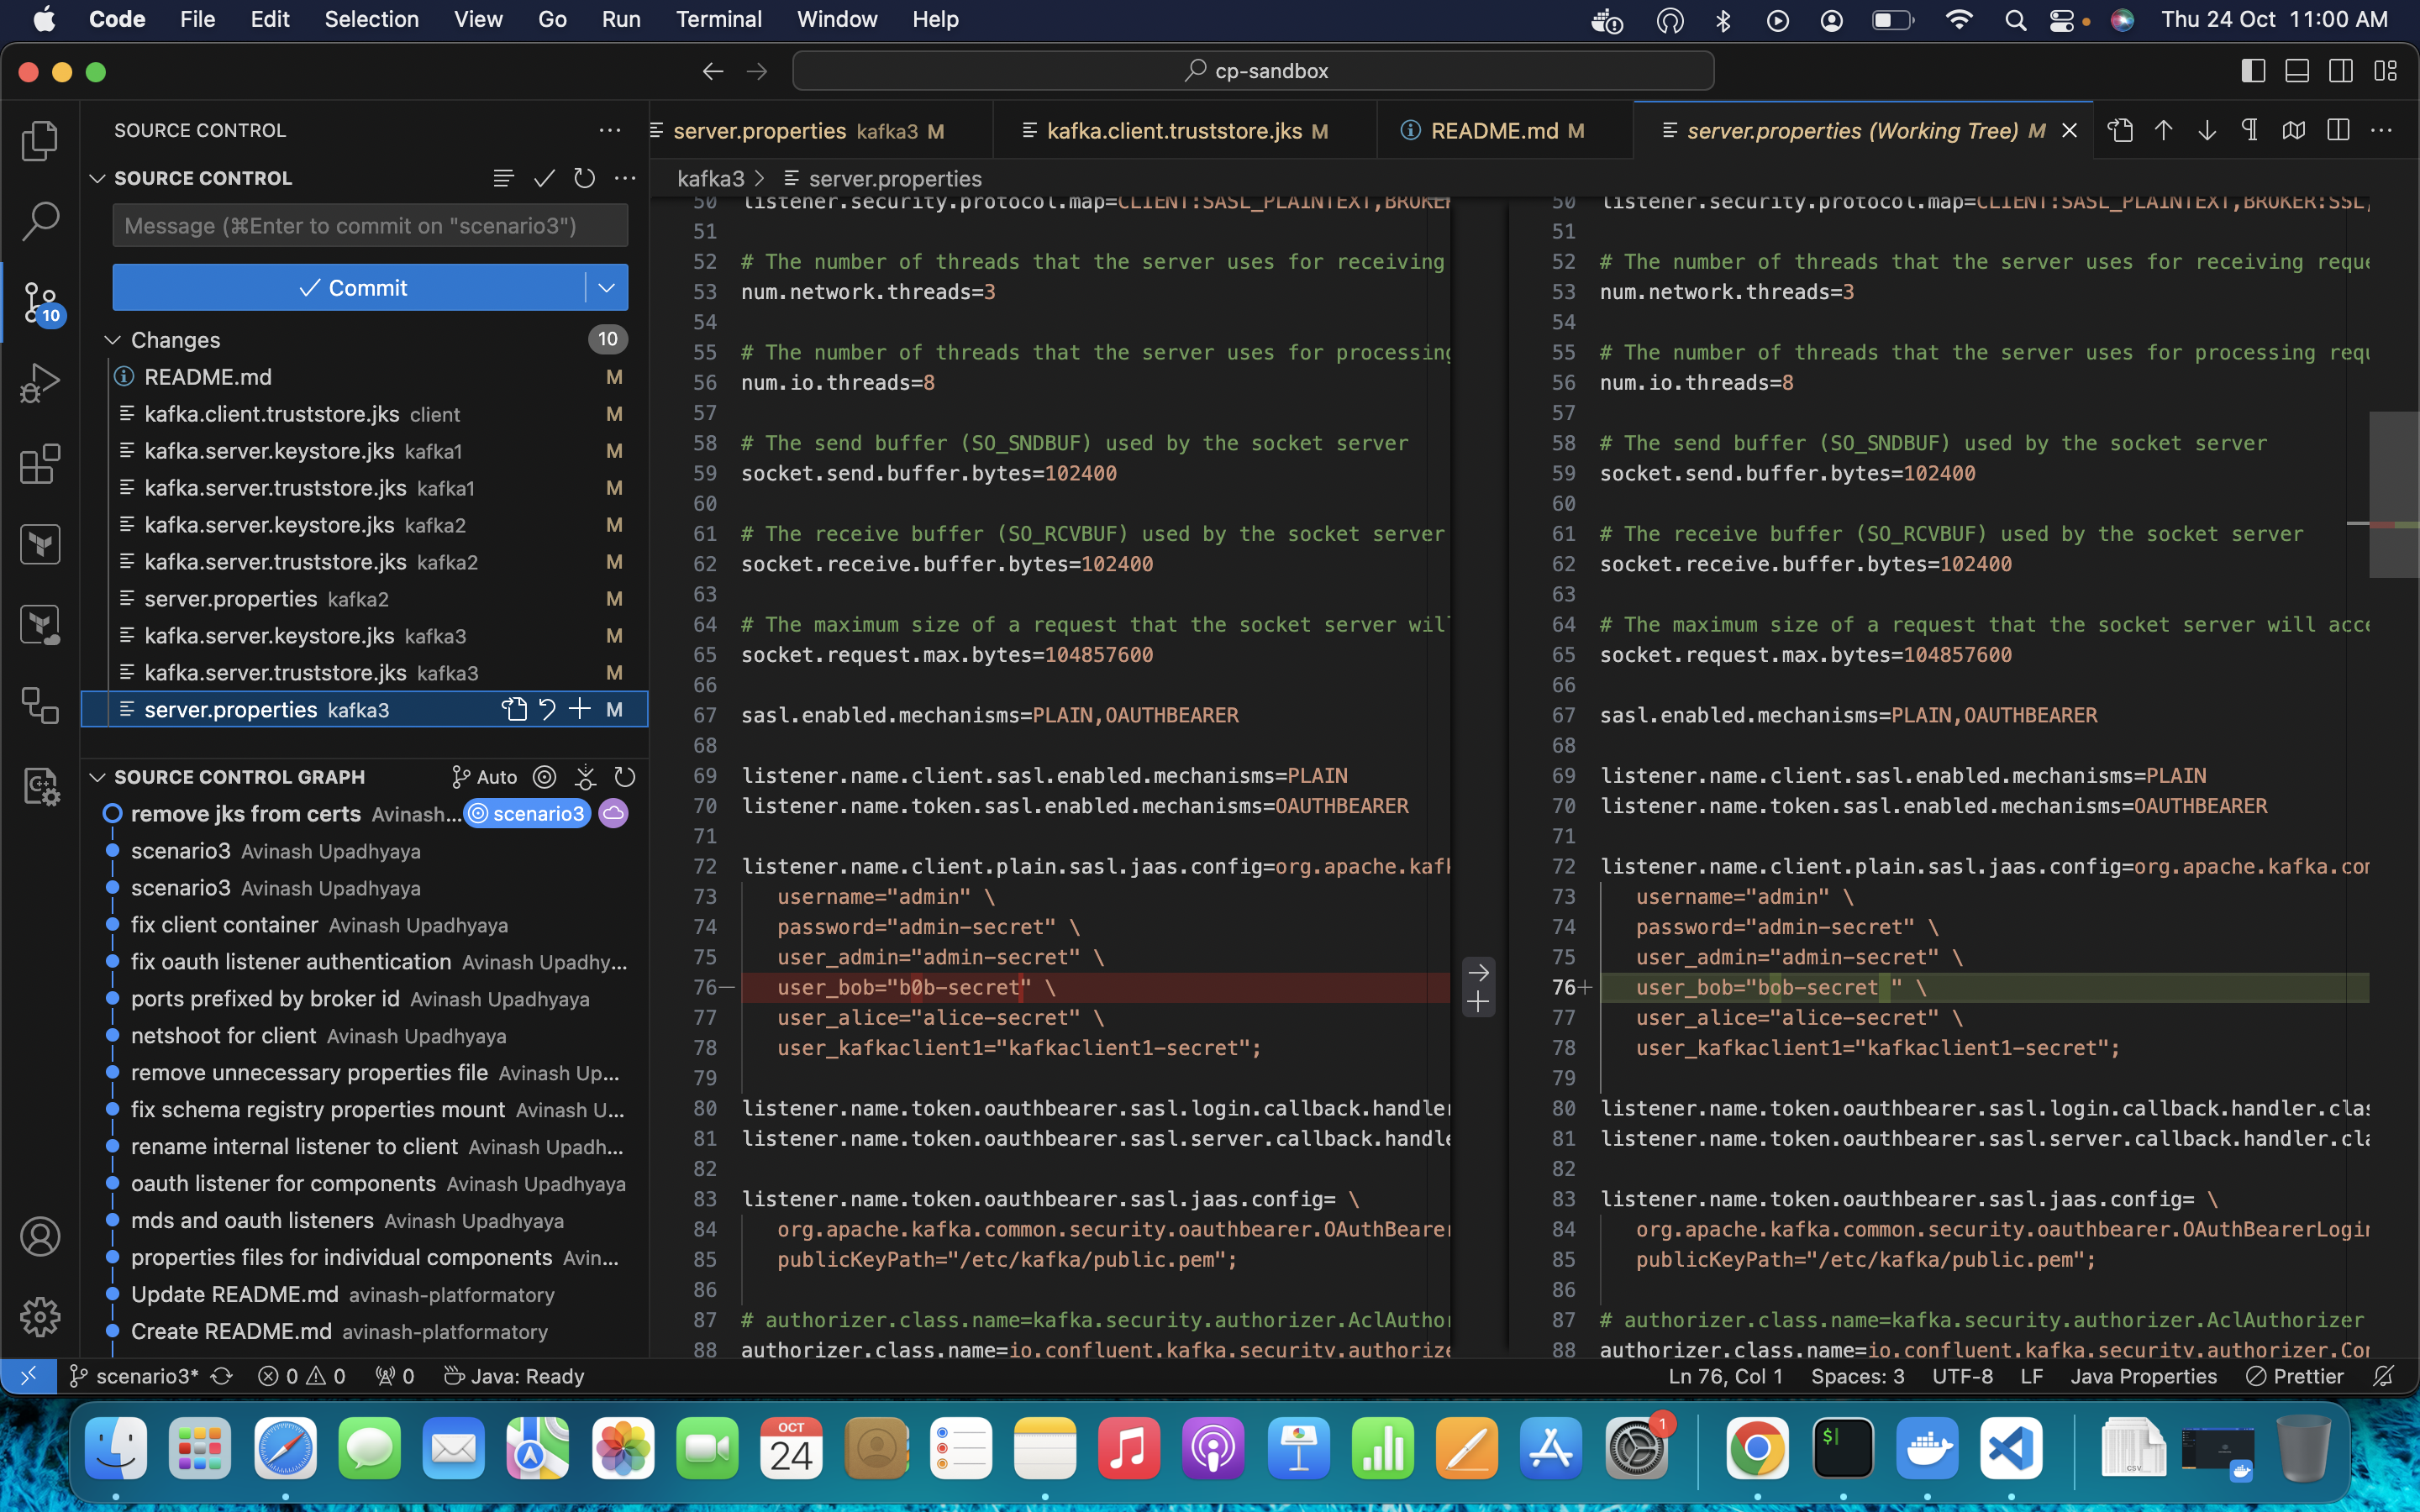 Code File Edit Selection View Go Run Terminal Window Help Thu 24 Oct 11:00 AM
cp-sandbox
SOURCE CONTROL
server.properties kafka3 M
kafka.client.truststore.jks M
README.md M
server.properties (Working Tree) M
SOURCE CONTROL
kafka3 > server.properties
Message (⌘Enter to commit on "scenario3")
Commit
Changes 10
10
README.md M
kafka.client.truststore.jks client M
kafka.server.keystore.jks kafka1 M
kafka.server.truststore.jks kafka1 M
kafka.server.keystore.jks kafka2 M
kafka.server.truststore.jks kafka2 M
server.properties kafka2 M
kafka.server.keystore.jks kafka3 M
kafka.server.truststore.jks kafka3 M
server.properties kafka3 M
SOURCE CONTROL GRAPH Auto
remove jks from certs Avinash... scenario3
scenario3 Avinash Upadhyaya
scenario3 Avinash Upadhyaya
fix client container Avinash Upadhyaya
fix oauth listener authentication Avinash Upadhy...
ports prefixed by broker id Avinash Upadhyaya
netshoot for client Avinash Upadhyaya
remove unnecessary properties file Avinash Up...
fix schema registry properties mount Avinash U...
rename internal listener to client Avinash Upadh...
oauth listener for components Avinash Upadhyaya
mds and oauth listeners Avinash Upadhyaya
properties files for individual components Avin...
Update README.md avinash-platformatory
Create README.md avinash-platformatory
50 listener.security.protocol.map=CLIENT:SASL_PLAINTEXT,BROKER
51
52 # The number of threads that the server uses for receiving
53 num.network.threads=3
54
55 # The number of threads that the server uses for processing
56 num.io.threads=8
57
58 # The send buffer (SO_SNDBUF) used by the socket server
59 socket.send.buffer.bytes=102400
60
61 # The receive buffer (SO_RCVBUF) used by the socket server
62 socket.receive.buffer.bytes=102400
63
64 # The maximum size of a request that the socket server wil
65 socket.request.max.bytes=104857600
66
67 sasl.enabled.mechanisms=PLAIN,OAUTHBEARER
68
69 listener.name.client.sasl.enabled.mechanisms=PLAIN
70 listener.name.token.sasl.enabled.mechanisms=OAUTHBEARER
71
72 listener.name.client.plain.sasl.jaas.config=org.apache.kaf
73 username="admin" \
74 password="admin-secret" \
75 user_admin="admin-secret" \
76— user_bob="b0b-secret" \
77 user_alice="alice-secret" \
78 user_kafkaclient1="kafkaclient1-secret";
79
80 listener.name.token.oauthbearer.sasl.login.callback.handler
81 listener.name.token.oauthbearer.sasl.server.callback.handle
82
83 listener.name.token.oauthbearer.sasl.jaas.config= \
84 org.apache.kafka.common.security.oauthbearer.OAuthBearer
85 publicKeyPath="/etc/kafka/public.pem";
86
87 # authorizer.class.name=kafka.security.authorizer.AclAutho
88 authorizer.class.name=io.confluent.kafka.security.authorize
50 listener.security.protocol.map=CLIENT:SASL_PLAINTEXT,BROKER:SSL,
51
52 # The number of threads that the server uses for receiving reque
53 num.network.threads=3
54
55 # The number of threads that the server uses for processing requ
56 num.io.threads=8
57
58 # The send buffer (SO_SNDBUF) used by the socket server
59 socket.send.buffer.bytes=102400
60
61 # The receive buffer (SO_RCVBUF) used by the socket server
62 socket.receive.buffer.bytes=102400
63
64 # The maximum size of a request that the socket server will acce
65 socket.request.max.bytes=104857600
66
67 sasl.enabled.mechanisms=PLAIN,OAUTHBEARER
68
69 listener.name.client.sasl.enabled.mechanisms=PLAIN
70 listener.name.token.sasl.enabled.mechanisms=OAUTHBEARER
71
72 listener.name.client.plain.sasl.jaas.config=org.apache.kafka.com
73 username="admin" \
74 password="admin-secret" \
75 user_admin="admin-secret" \
76+ user_bob="bob-secret " \
77 user_alice="alice-secret" \
78 user_kafkaclient1="kafkaclient1-secret";
79
80 listener.name.token.oauthbearer.sasl.login.callback.handler.clas
81 listener.name.token.oauthbearer.sasl.server.callback.handler.cla
82
83 listener.name.token.oauthbearer.sasl.jaas.config= \
84 org.apache.kafka.common.security.oauthbearer.OAuthBearerLogin
85 publicKeyPath="/etc/kafka/public.pem";
86
87 # authorizer.class.name=kafka.security.authorizer.AclAuthorizer
88 authorizer.class.name=io.confluent.kafka.security.authorizer.Con
scenario3* 0 0 0 Java: Ready Ln 76, Col 1 Spaces: 3 UTF-8 LF Java Properties Prettier
OCT
24
1
$
CSV